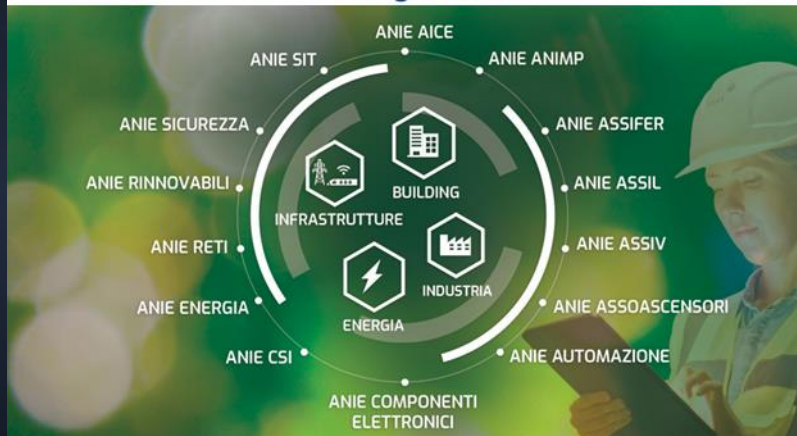 ANIE AICE
ANIE SIT
ANIE ANIMP
ANIE SICUREZZA
ANIE ASSIFER
ANIE RINNOVABILI
ANIE ASSIL
BUILDING
INFRASTRUTTURE
ANIE RETI
ANIE ASSIV
INDUSTRIA
ANIE ENERGIA
ANIE ASSOASCENSORI
ENERGIA
ANIE CSI
ANIE AUTOMAZIONE
ANIE COMPONENTI
ELETTRONICI